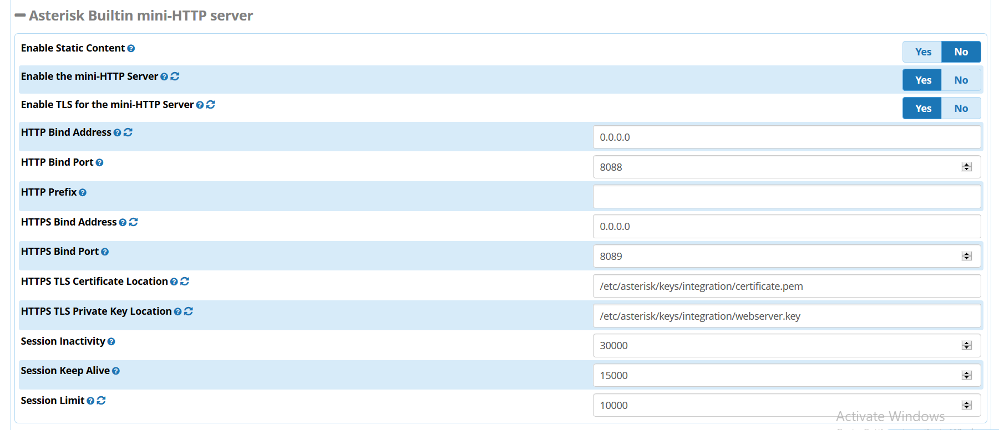 Asterisk Builtin mini-HTTP server
Enable Static Content Yes No
Enable the mini-HTTP Server Yes No
Enable TLS for the mini-HTTP Server Yes No
HTTP Bind Address 0.0.0.0
HTTP Bind Port 8088
HTTP Prefix
HTTPS Bind Address 0.0.0.0
HTTPS Bind Port 8089
HTTPS TLS Certificate Location /etc/asterisk/keys/integration/certificate.pem
HTTPS TLS Private Key Location /etc/asterisk/keys/integration/webserver.key
Session Inactivity 30000
Session Keep Alive 15000
Session Limit 10000
Activate Windows